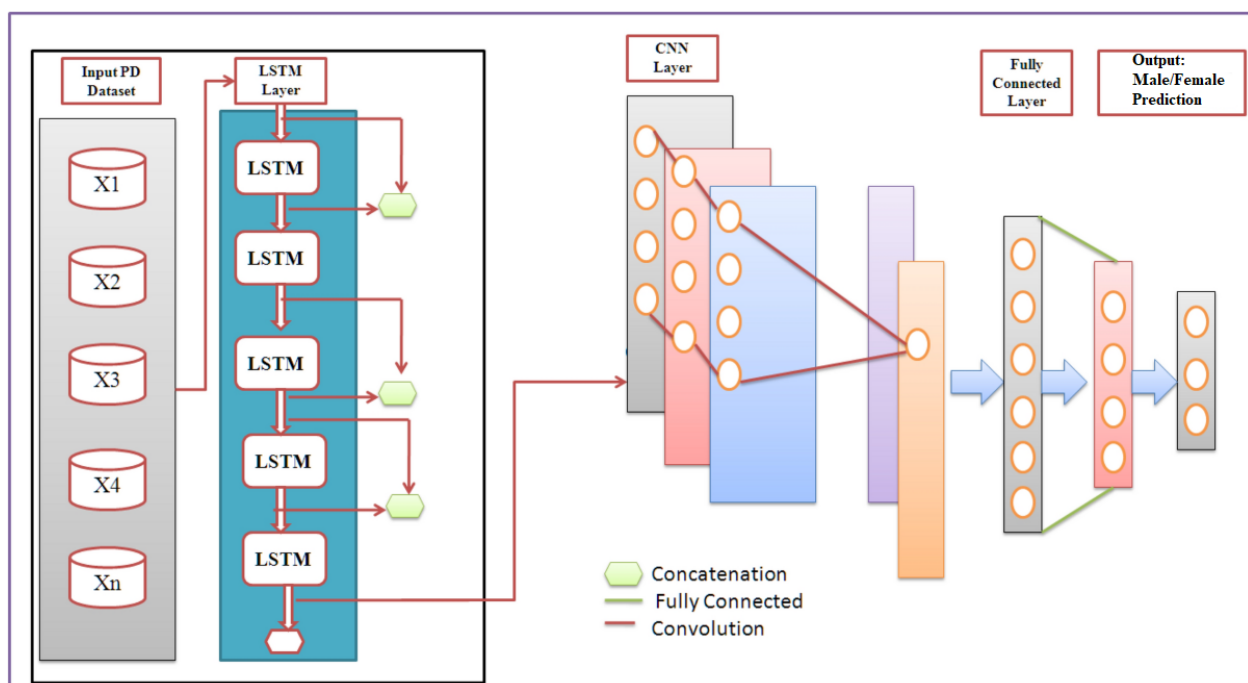 Input PD
Dataset
X1
X2
X3
X4
Xn
LSTM
Layer
LSTM
LSTM
LSTM
LSTM
LSTM
CNN
Layer
Fully
Connected
Layer
Output:
Male/Female
Prediction
Concatenation
Fully Connected
Convolution